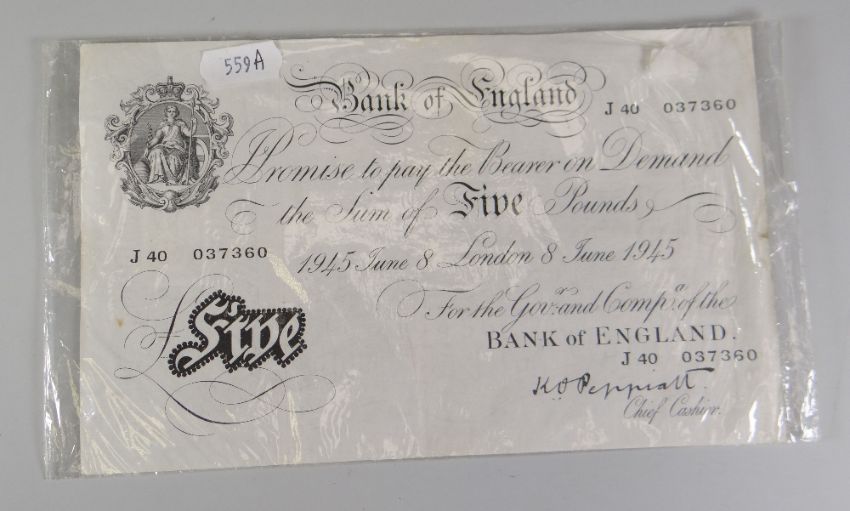 559A
Bank of England
J 40 037360
I Promise to pay the Bearer on Demand
the Sum of Five Pounds
J 40 037360
1945 June 8 London 8 June 1945
For the Govr. and Compa. of the
BANK of ENGLAND.
£Five
J 40 037360
K O Peppiatt.
Chief Cashier.